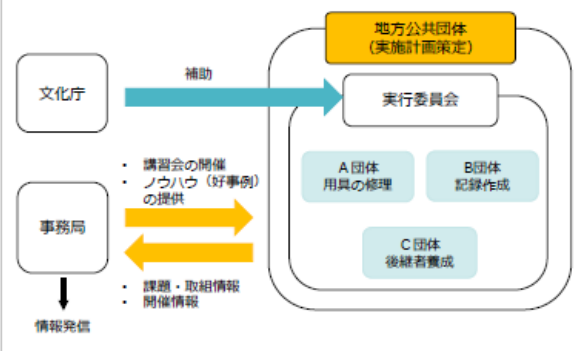 地方公共団体
（実施計画策定）
文化庁
補助
実行委員会
・ 講習会の開催
・ ノウハウ（好事例）
の提供
A団体
用具の修理
B団体
記録作成
事務局
C団体
後継者養成
・ 課題・取組情報
・ 開催情報
情報発信